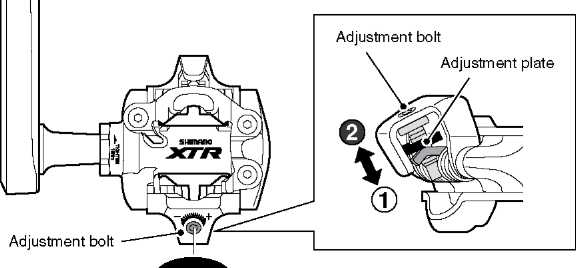 Adjustment bolt
Adjustment plate
2
1
SHIMANO
XTR
− +
Adjustment bolt